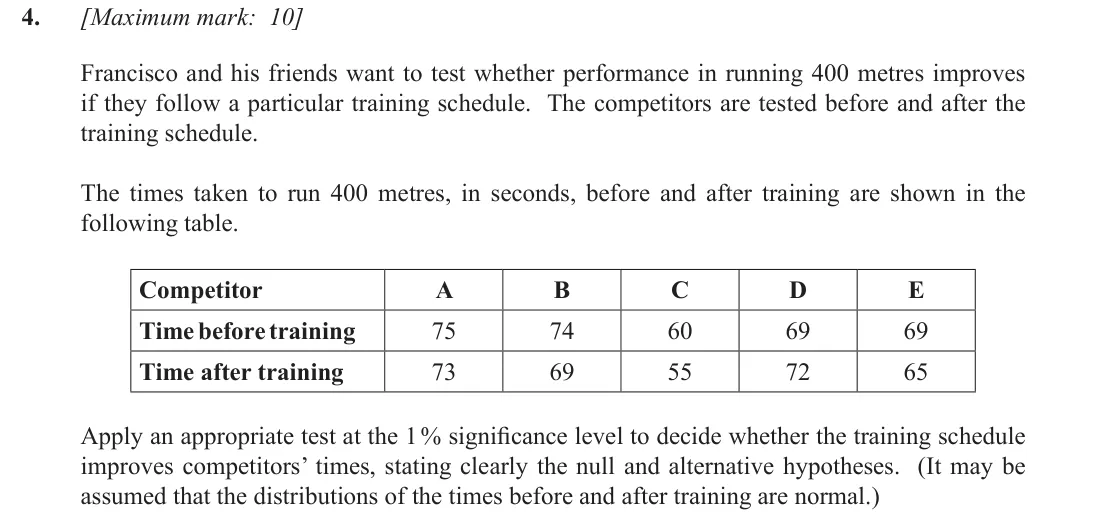 4. [Maximum mark: 10]
Francisco and his friends want to test whether performance in running 400 metres improves
if they follow a particular training schedule. The competitors are tested before and after the
training schedule.
The times taken to run 400 metres, in seconds, before and after training are shown in the
following table.
Competitor A B C D E
Time before training 75 74 60 69 69
Time after training 73 69 55 72 65
Apply an appropriate test at the 1% significance level to decide whether the training schedule
improves competitors' times, stating clearly the null and alternative hypotheses. (It may be
assumed that the distributions of the times before and after training are normal.)